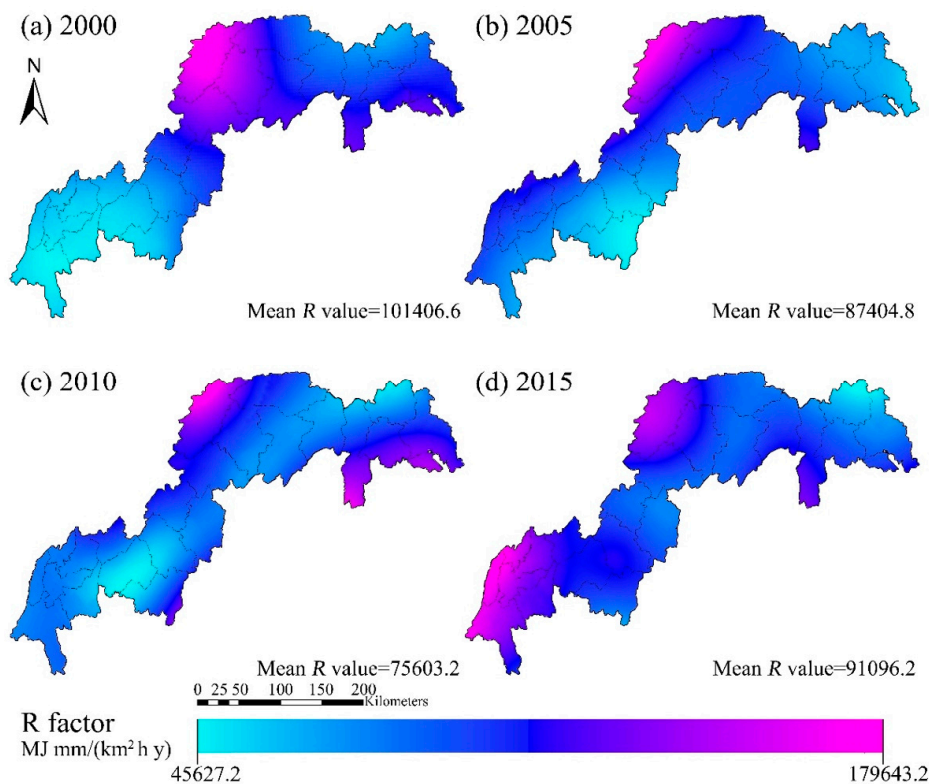 (a) 2000
(b) 2005
N
Mean R value=101406.6
Mean R value=87404.8
(c) 2010
(d) 2015
Mean R value=75603.2
Mean R value=91096.2
0 25 50 100 150 200
Kilometers
R factor
MJ mm/(km² h y)
45627.2
179643.2